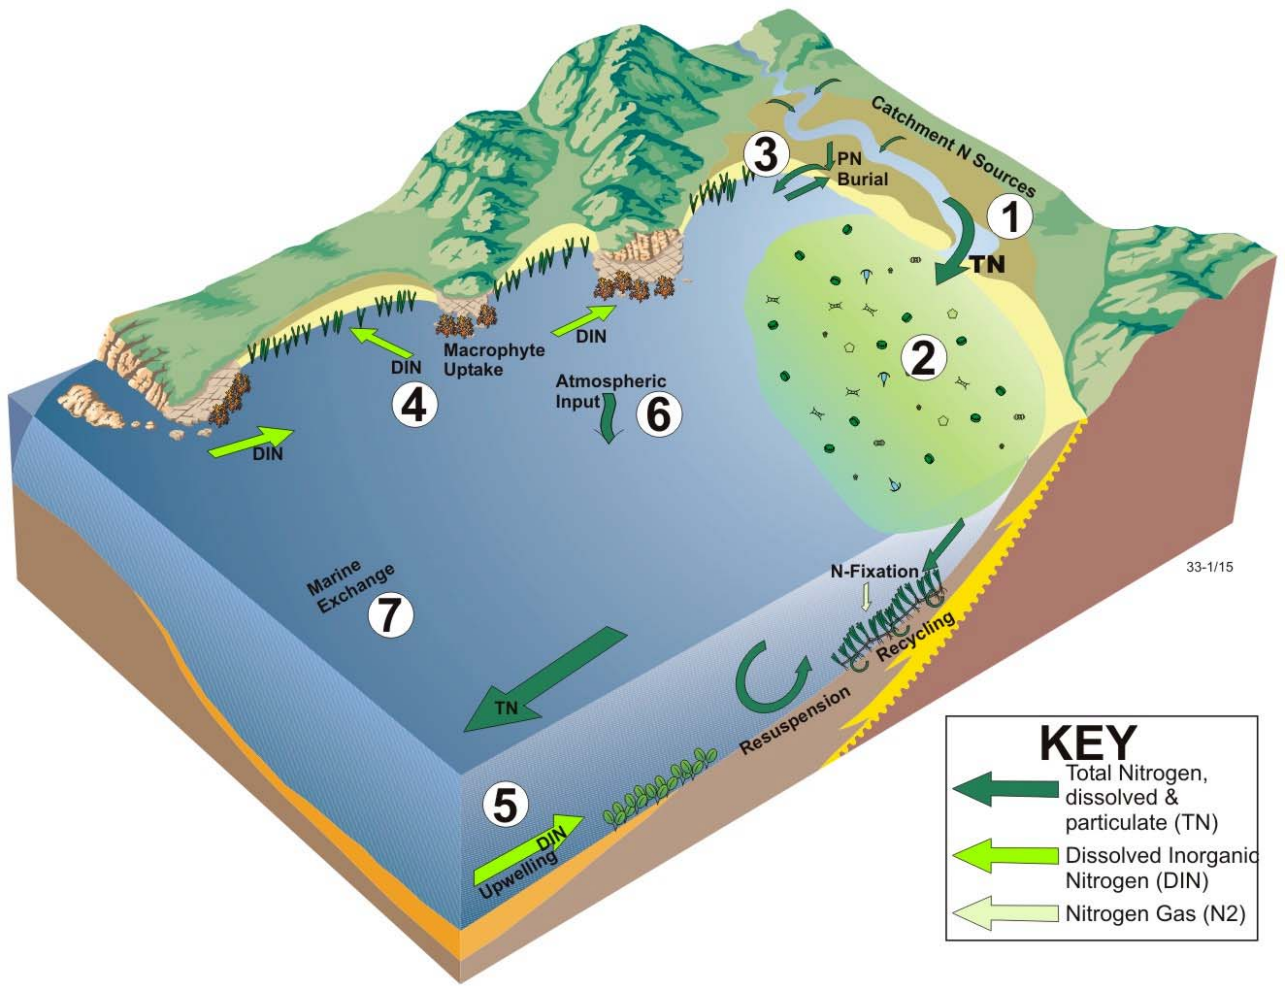 Catchment N Sources
3
PN
Burial
1
TN
2
DIN
Macrophyte
Uptake
DIN
4
Atmospheric
Input
6
DIN
Marine
Exchange
7
N-Fixation
Recycling
33-1/15
TN
Resuspension
5
DIN
Upwelling
KEY
Total Nitrogen,
dissolved &
particulate (TN)
Dissolved Inorganic
Nitrogen (DIN)
Nitrogen Gas (N2)